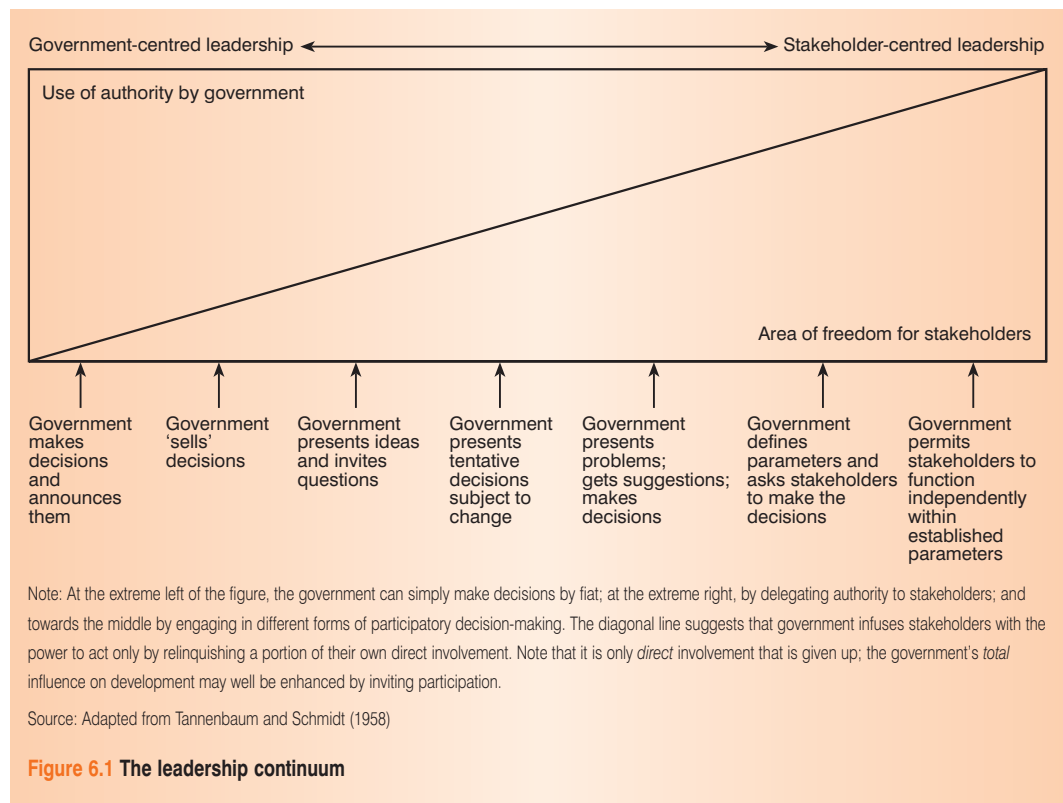 Government-centred leadership
Stakeholder-centred leadership
Use of authority by government
Area of freedom for stakeholders
Government
makes
decisions
and
announces
them
Government
'sells'
decisions
Government
presents ideas
and invites
questions
Government
presents
tentative
decisions
subject to
change
Government
presents
problems;
gets suggestions;
makes
decisions
Government
defines
parameters and
asks stakeholders
to make the
decisions
Government
permits
stakeholders to
function
independently
within
established
parameters
Note: At the extreme left of the figure, the government can simply make decisions by fiat; at the extreme right, by delegating authority to stakeholders; and
towards the middle by engaging in different forms of participatory decision-making. The diagonal line suggests that government infuses stakeholders with the
power to act only by relinquishing a portion of their own direct involvement. Note that it is only direct involvement that is given up; the government's total
influence on development may well be enhanced by inviting participation.
Source: Adapted from Tannenbaum and Schmidt (1958)
Figure 6.1 The leadership continuum